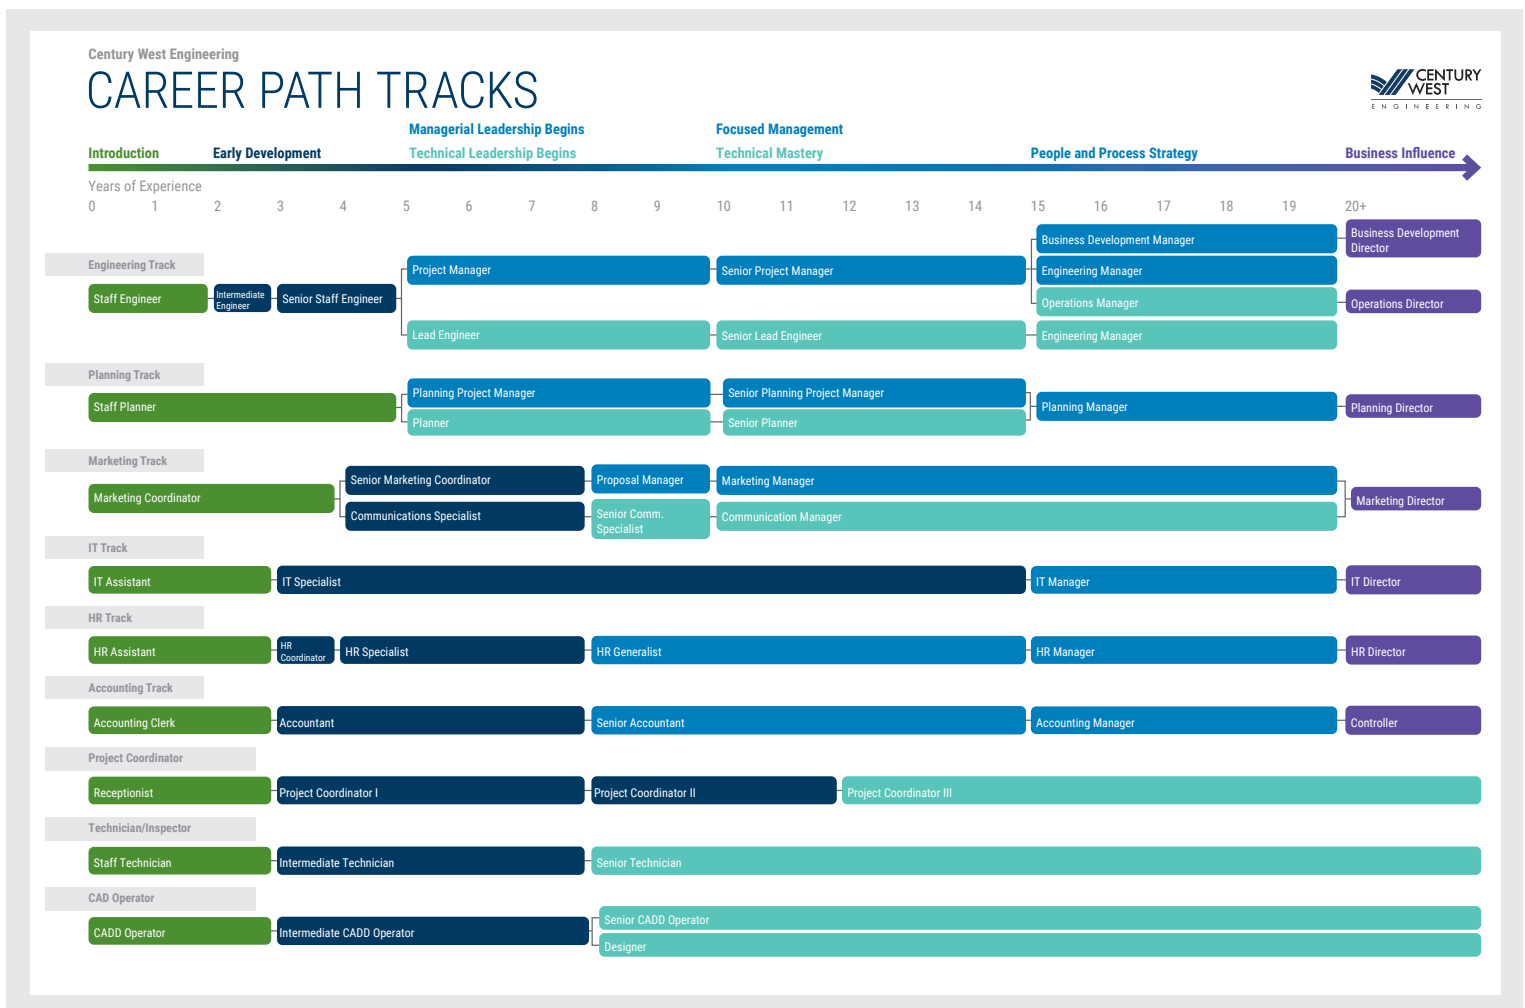 Century West Engineering
CAREER PATH TRACKS
CENTURY
WEST
ENGINEERING
Managerial Leadership Begins
Focused Management
Introduction
Early Development
Technical Leadership Begins
Technical Mastery
People and Process Strategy
Business Influence
Years of Experience
0 1 2 3 4 5 6 7 8 9 10 11 12 13 14 15 16 17 18 19 20+
Engineering Track
Staff Engineer
Intermediate
Engineer
Senior Staff Engineer
Project Manager
Senior Project Manager
Business Development Manager
Business Development
Director
Engineering Manager
Operations Manager
Operations Director
Lead Engineer
Senior Lead Engineer
Engineering Manager
Planning Track
Staff Planner
Planning Project Manager
Senior Planning Project Manager
Planner
Senior Planner
Planning Manager
Planning Director
Marketing Track
Marketing Coordinator
Senior Marketing Coordinator
Proposal Manager
Marketing Manager
Communications Specialist
Senior Comm.
Specialist
Communication Manager
Marketing Director
IT Track
IT Assistant
IT Specialist
IT Manager
IT Director
HR Track
HR Assistant
HR
Coordinator
HR Specialist
HR Generalist
HR Manager
HR Director
Accounting Track
Accounting Clerk
Accountant
Senior Accountant
Accounting Manager
Controller
Project Coordinator
Receptionist
Project Coordinator I
Project Coordinator II
Project Coordinator III
Technician/Inspector
Staff Technician
Intermediate Technician
Senior Technician
CAD Operator
CADD Operator
Intermediate CADD Operator
Senior CADD Operator
Designer